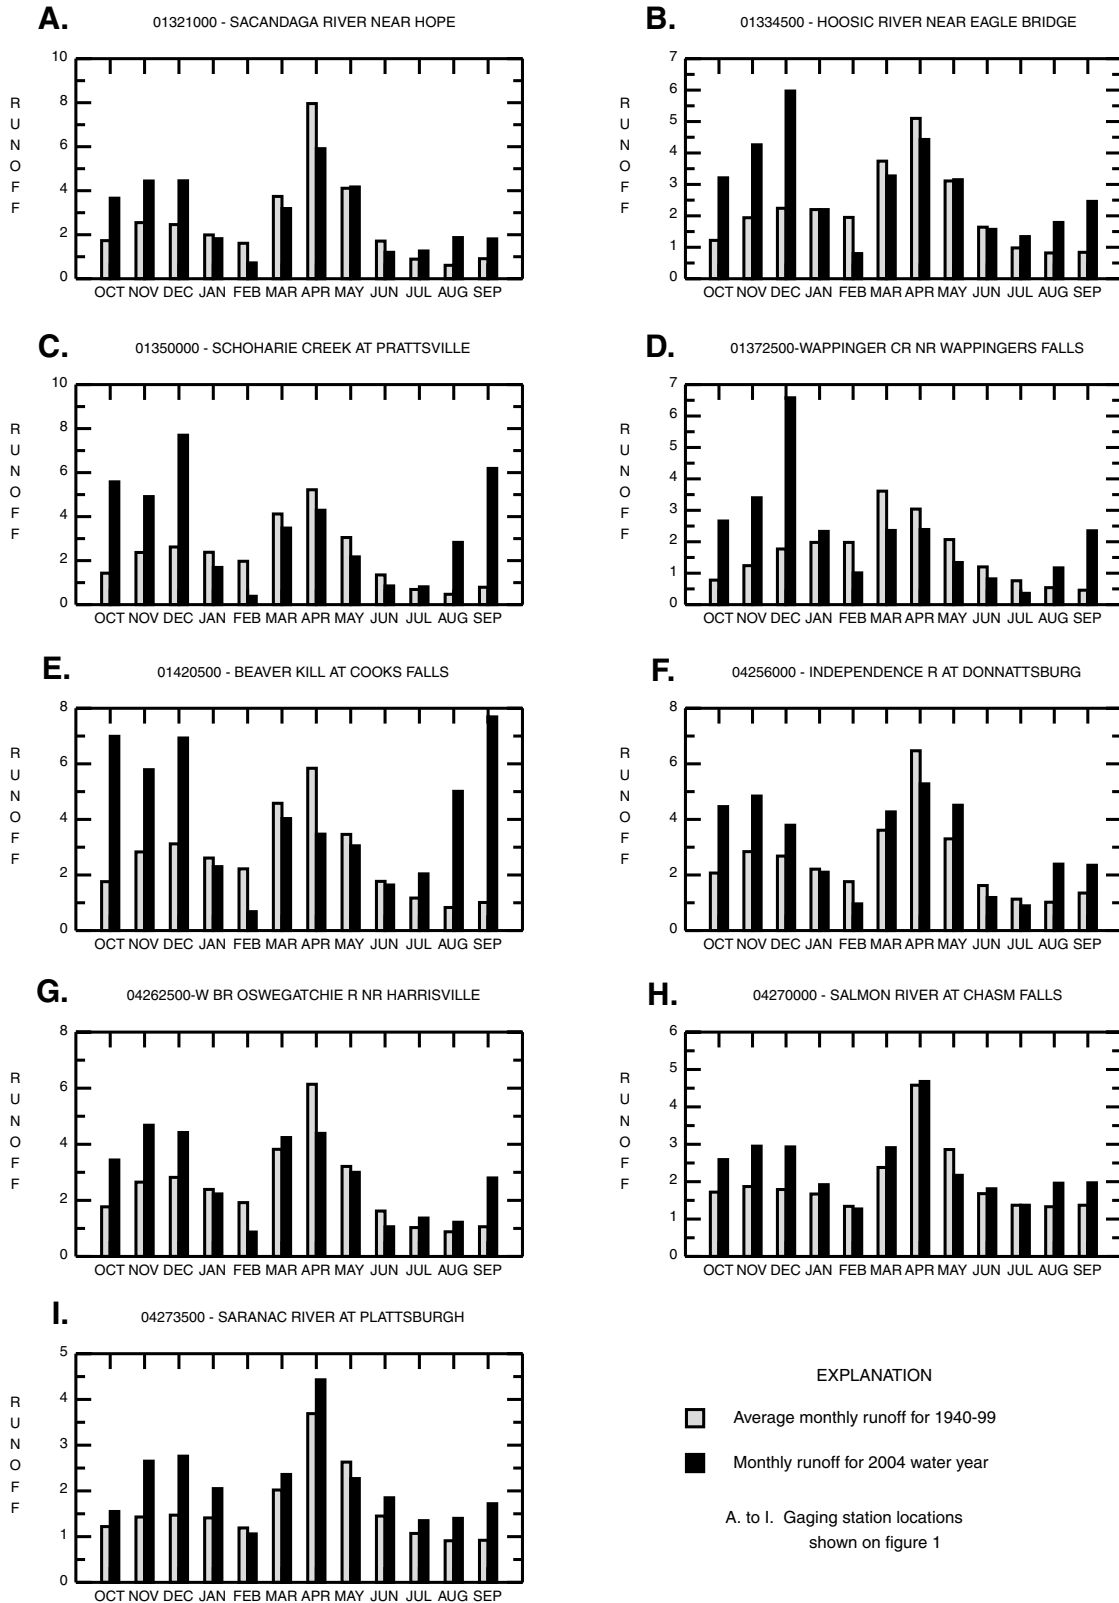 A.
01321000 - SACANDAGA RIVER NEAR HOPE
RUNOFF
10
8
6
4
2
0
OCT NOV DEC JAN FEB MAR APR MAY JUN JUL AUG SEP
B.
01334500 - HOOSIC RIVER NEAR EAGLE BRIDGE
RUNOFF
7
6
5
4
3
2
1
0
OCT NOV DEC JAN FEB MAR APR MAY JUN JUL AUG SEP
C.
01350000 - SCHOHARIE CREEK AT PRATTSVILLE
RUNOFF
10
8
6
4
2
0
OCT NOV DEC JAN FEB MAR APR MAY JUN JUL AUG SEP
D.
01372500-WAPPINGER CR NR WAPPINGERS FALLS
RUNOFF
7
6
5
4
3
2
1
0
OCT NOV DEC JAN FEB MAR APR MAY JUN JUL AUG SEP
E.
01420500 - BEAVER KILL AT COOKS FALLS
RUNOFF
8
6
4
2
0
OCT NOV DEC JAN FEB MAR APR MAY JUN JUL AUG SEP
F.
04256000 - INDEPENDENCE R AT DONNATTSBURG
RUNOFF
8
6
4
2
0
OCT NOV DEC JAN FEB MAR APR MAY JUN JUL AUG SEP
G.
04262500-W BR OSWEGATCHIE R NR HARRISVILLE
RUNOFF
8
6
4
2
0
OCT NOV DEC JAN FEB MAR APR MAY JUN JUL AUG SEP
H.
04270000 - SALMON RIVER AT CHASM FALLS
RUNOFF
6
5
4
3
2
1
0
OCT NOV DEC JAN FEB MAR APR MAY JUN JUL AUG SEP
I.
04273500 - SARANAC RIVER AT PLATTSBURGH
RUNOFF
5
4
3
2
1
0
OCT NOV DEC JAN FEB MAR APR MAY JUN JUL AUG SEP
EXPLANATION
Average monthly runoff for 1940-99
Monthly runoff for 2004 water year
A. to I. Gaging station locations
shown on figure 1